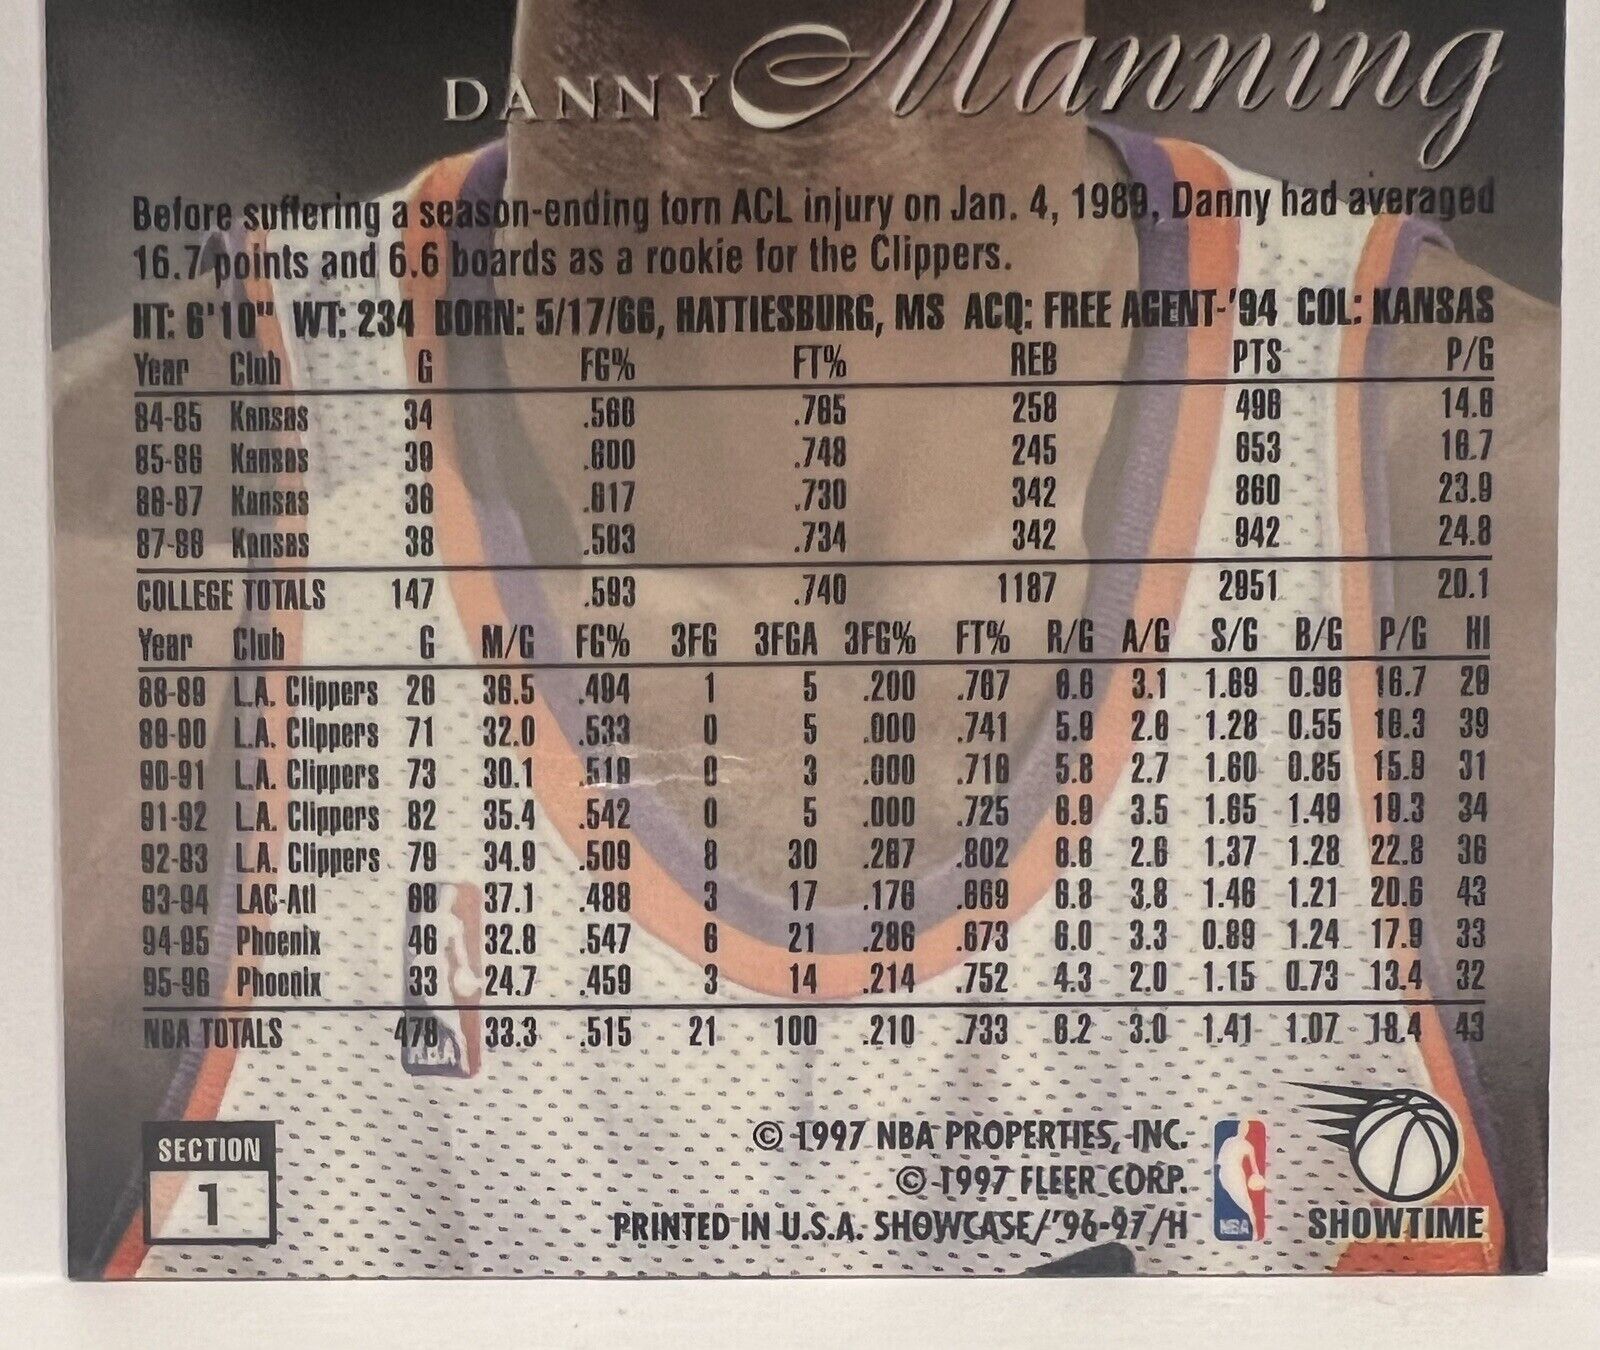 DANNY Manning
Before suffering a season-ending torn ACL injury on Jan. 4, 1989, Danny had averaged
16.7 points and 6.6 boards as a rookie for the Clippers.
HT: 6'10" WT: 234 BORN: 5/17/66, HATTIESBURG, MS ACQ: FREE AGENT-'94 COL: KANSAS
Year Club G FG% FT% REB PTS P/G
84-85 Kansas 34 .566 .765 258 496 14.6
85-86 Kansas 39 .600 .748 245 653 16.7
86-87 Kansas 36 .617 .730 342 860 23.9
87-88 Kansas 38 .583 .734 342 942 24.8
COLLEGE TOTALS 147 .593 .740 1187 2951 20.1
Year Club G M/G FG% 3FG 3FGA 3FG% FT% R/G A/G S/G B/G P/G HI
88-89 L.A. Clippers 26 36.5 .494 1 5 .200 .767 6.6 3.1 1.69 0.96 16.7 29
89-90 L.A. Clippers 71 32.0 .533 0 5 .000 .741 5.9 2.6 1.28 0.55 16.3 39
90-91 L.A. Clippers 73 30.1 .519 0 3 .000 .716 5.8 2.7 1.60 0.85 15.9 31
91-92 L.A. Clippers 82 35.4 .542 0 5 .000 .725 6.9 3.5 1.65 1.49 19.3 34
92-93 L.A. Clippers 79 34.9 .509 8 30 .267 .802 6.6 2.6 1.37 1.28 22.8 36
93-94 LAC-Atl 68 37.1 .488 3 17 .176 .669 6.8 3.8 1.46 1.21 20.6 43
94-95 Phoenix 46 32.8 .547 6 21 .286 .673 6.0 3.3 0.89 1.24 17.9 33
95-96 Phoenix 33 24.7 .459 3 14 .214 .752 4.3 2.0 1.15 0.73 13.4 32
NBA TOTALS 478 33.3 .515 21 100 .210 .733 6.2 3.0 1.41 1.07 18.4 43
SECTION
1
© 1997 NBA PROPERTIES, INC.
© 1997 FLEER CORP.
PRINTED IN U.S.A. SHOWCASE/'96-97/H
NBA
SHOWTIME
NBA